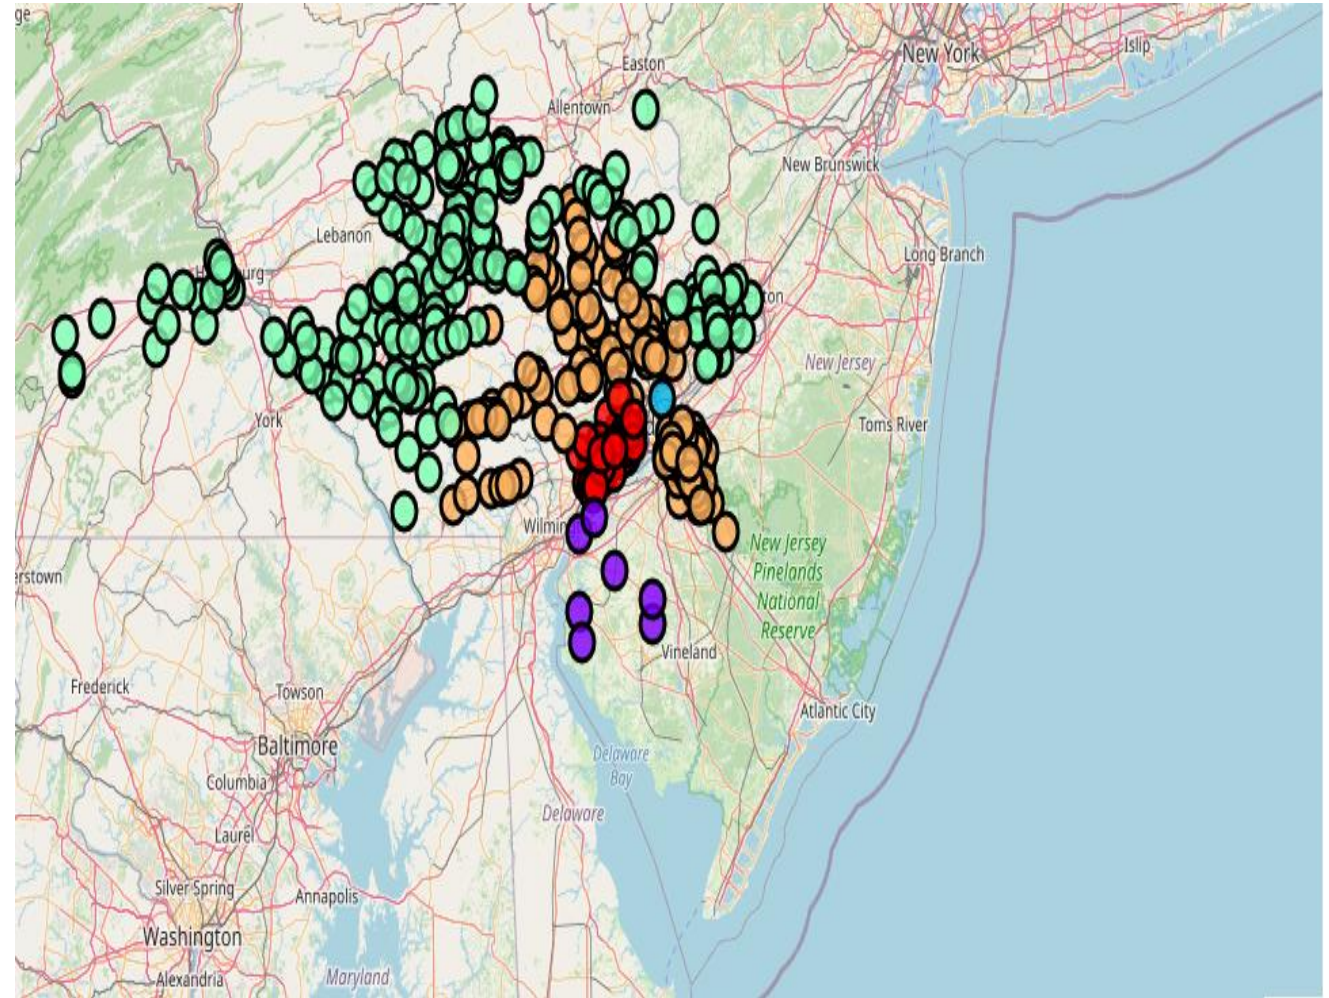 ge
New York
Islip
Easton
Allentown
New Brunswick
Lebanon
Long Branch
urg
ton
New Jersey
York
Toms River
Wilmin
New Jersey
Pinelands
National
Reserve
erstown
Vineland
Frederick
Towson
Atlantic City
Baltimore
Delaware
Bay
Columbia
Delaware
Laurel
Silver Spring
Annapolis
Washington
Alexandria
Maryland